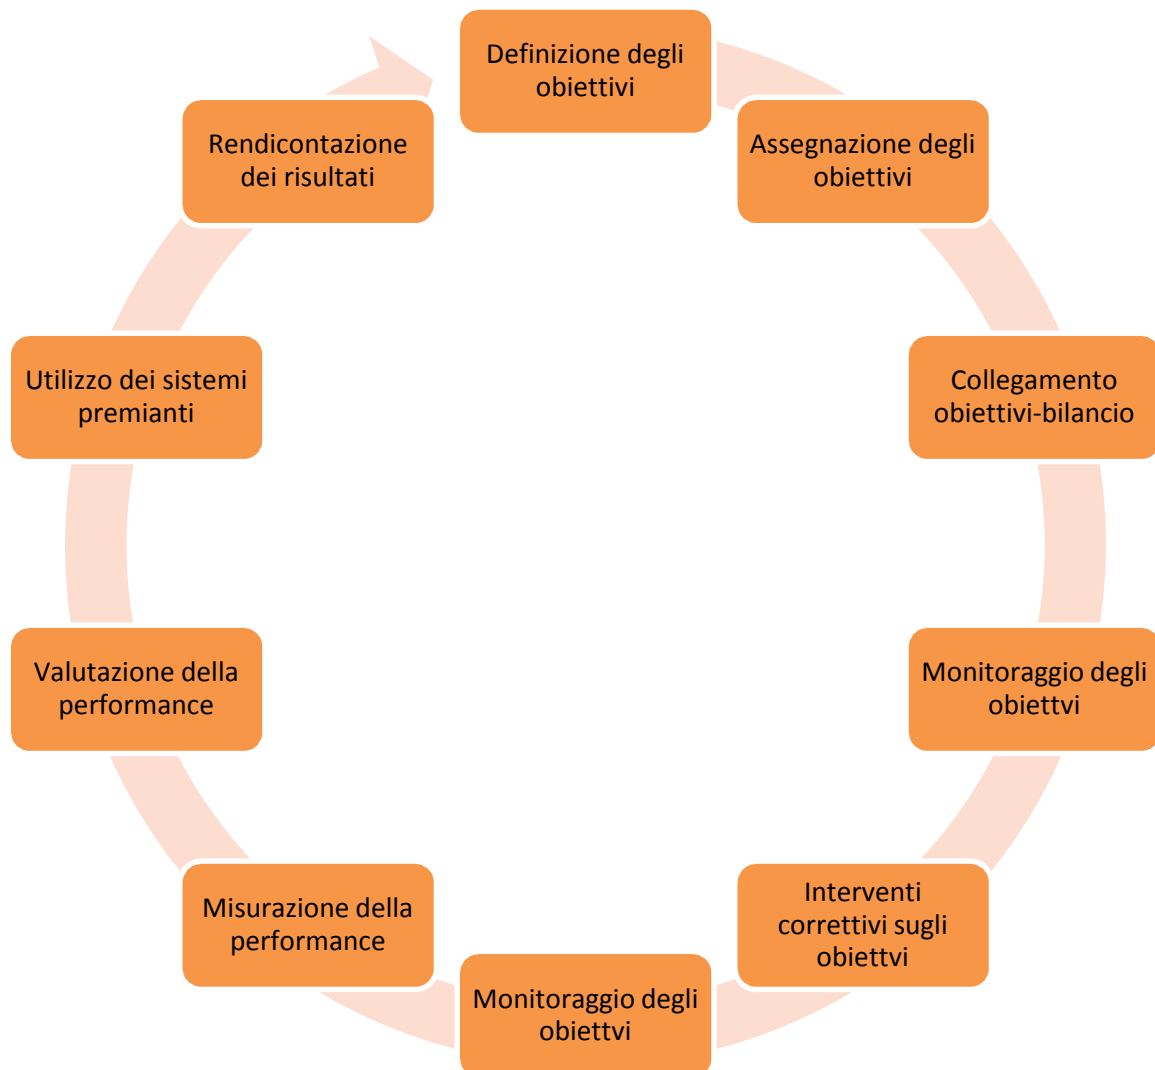 Definizione degli
obiettivi
Assegnazione degli
obiettivi
Collegamento
obiettivi-bilancio
Monitoraggio degli
obiettvi
Interventi
correttivi sugli
obiettvi
Monitoraggio degli
obiettvi
Misurazione della
performance
Valutazione della
performance
Utilizzo dei sistemi
premianti
Rendicontazione
dei risultati